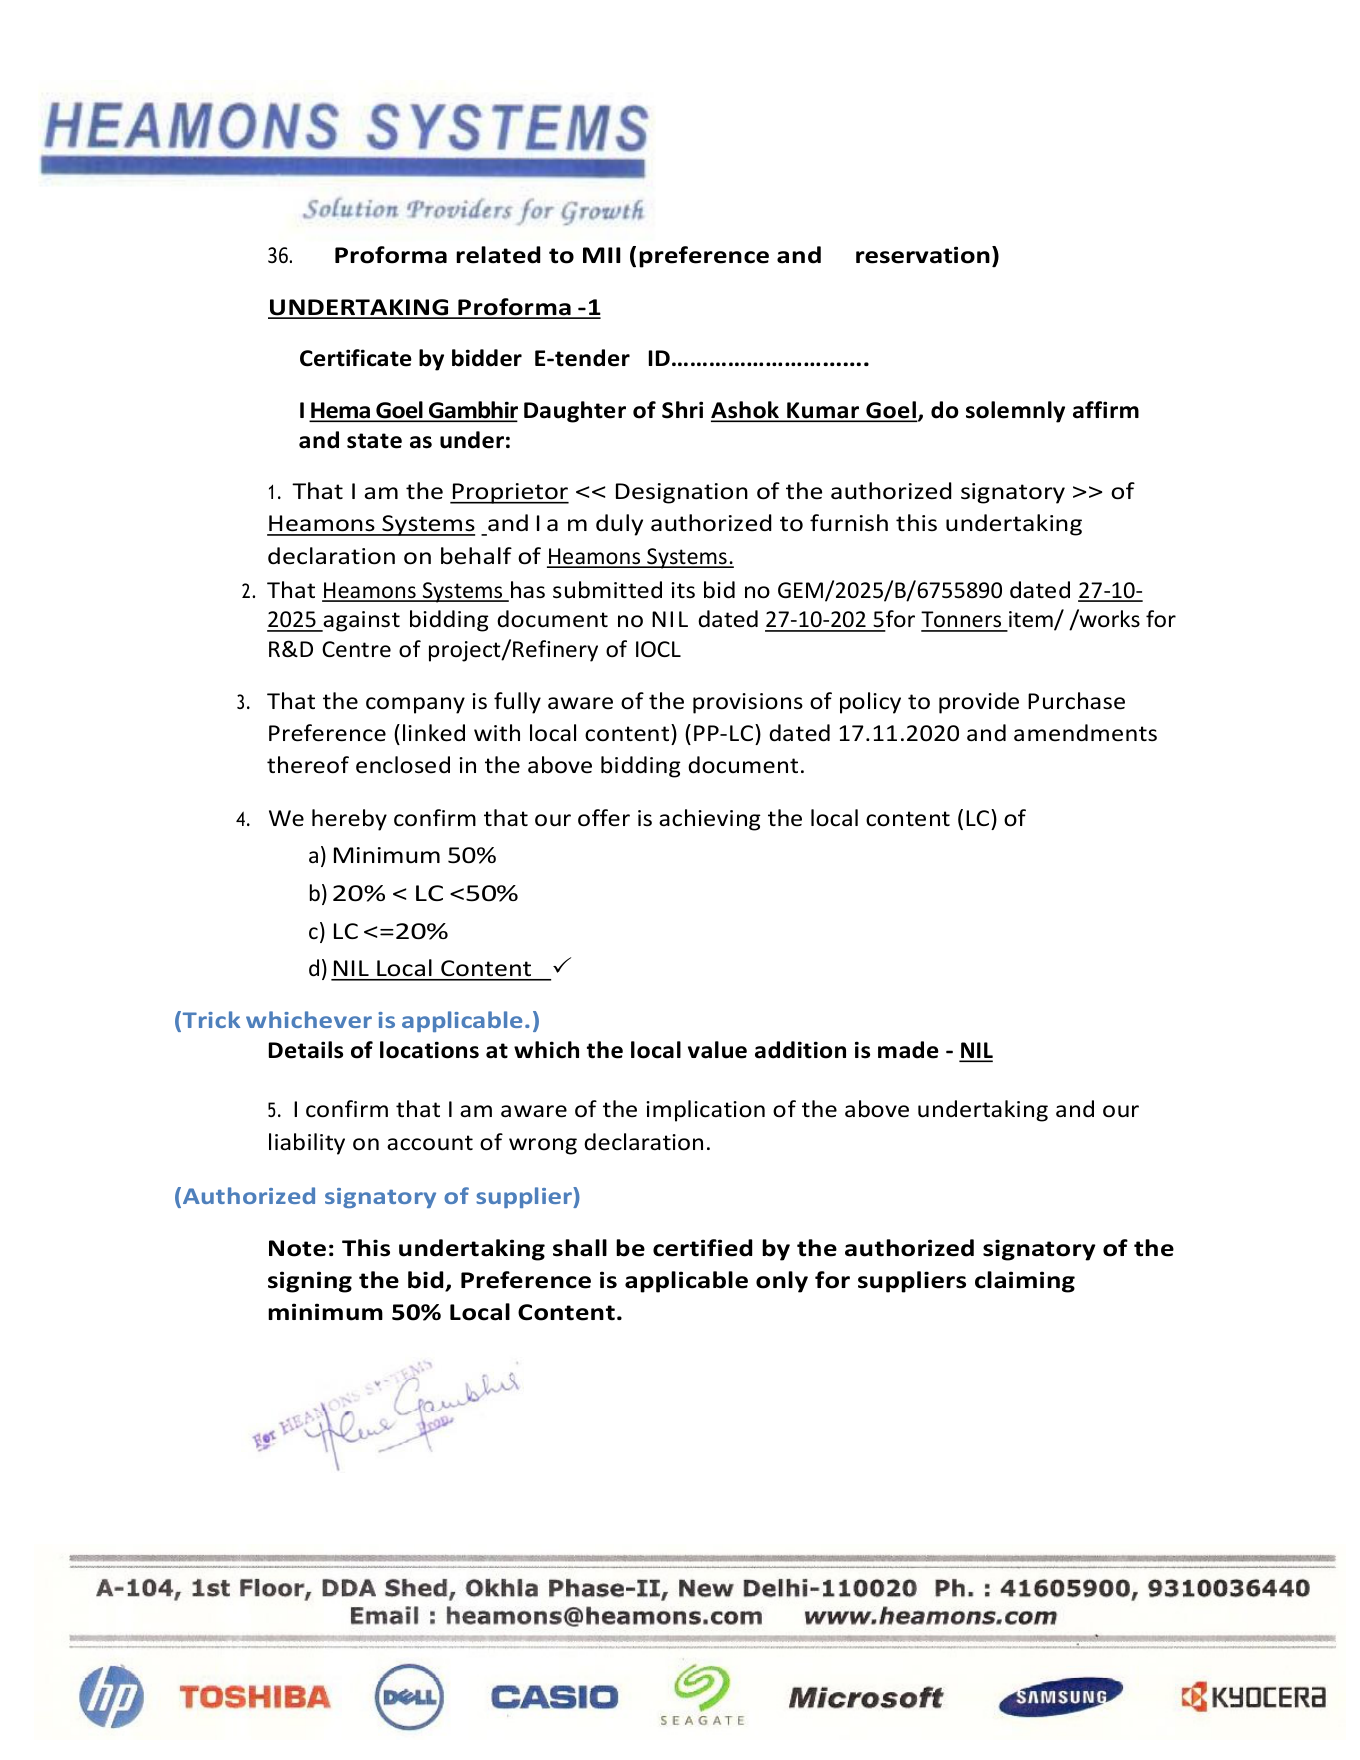 HEAMONS SYSTEMS
Solution Providers for Growth
36. Proforma related to MII (preference and reservation)
UNDERTAKING Proforma -1
Certificate by bidder E-tender ID……………………….…..
I Hema Goel Gambhir Daughter of Shri Ashok Kumar Goel, do solemnly affirm
and state as under:
1. That I am the Proprietor << Designation of the authorized signatory >> of
Heamons Systems and I a m duly authorized to furnish this undertaking
declaration on behalf of Heamons Systems.
2. That Heamons Systems has submitted its bid no GEM/2025/B/6755890 dated 27-10-
2025 against bidding document no NIL dated 27-10-202 5for Tonners item/ /works for
R&D Centre of project/Refinery of IOCL
3. That the company is fully aware of the provisions of policy to provide Purchase
Preference (linked with local content) (PP-LC) dated 17.11.2020 and amendments
thereof enclosed in the above bidding document.
4. We hereby confirm that our offer is achieving the local content (LC) of
a) Minimum 50%
b) 20% < LC <50%
c) LC <=20%
d) NIL Local Content ✓
(Trick whichever is applicable.)
Details of locations at which the local value addition is made - NIL
5. I confirm that I am aware of the implication of the above undertaking and our
liability on account of wrong declaration.
(Authorized signatory of supplier)
Note: This undertaking shall be certified by the authorized signatory of the
signing the bid, Preference is applicable only for suppliers claiming
minimum 50% Local Content.
For HEAMONS SYSTEMS
Hema Gambhir
Prop.
A-104, 1st Floor, DDA Shed, Okhla Phase-II, New Delhi-110020 Ph. : 41605900, 9310036440
Email : heamons@heamons.com www.heamons.com
hp TOSHIBA DELL CASIO SEAGATE Microsoft SAMSUNG KYOCERA